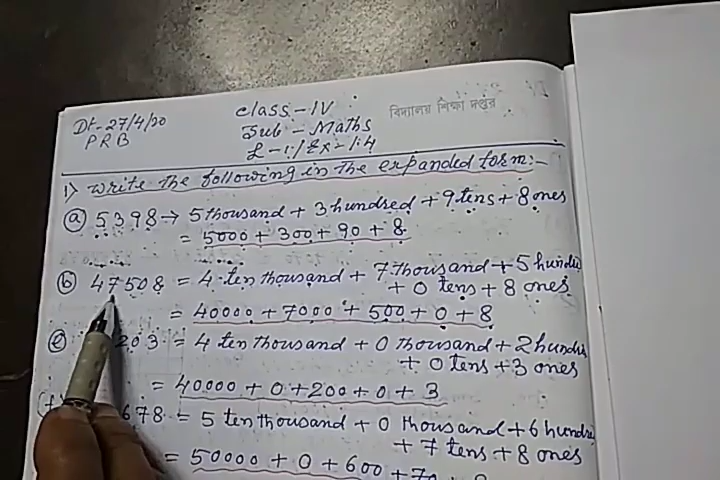 Dt-27/4/20
PRB
Class-IV
Sub-Maths
L-1/Ex-1.4
বিদ্যালয় শিক্ষা দপ্তর
1) Write the following in the expanded form:-
(a) 5398 → 5 thousand + 3 hundred + 9 tens + 8 ones
= 5000 + 300 + 90 + 8
(b) 47508 = 4 ten thousand + 7 thousand + 5 hundre
+ 0 tens + 8 ones
= 40000 + 7000 + 500 + 0 + 8
(e) 203 = 4 ten thousand + 0 thousand + 2 hundre
+ 0 tens + 3 ones
= 40000 + 0 + 200 + 0 + 3
678 = 5 ten thousand + 0 thousand + 6 hundre
+ 7 tens + 8 ones
= 50000 + 0 + 600 + 70